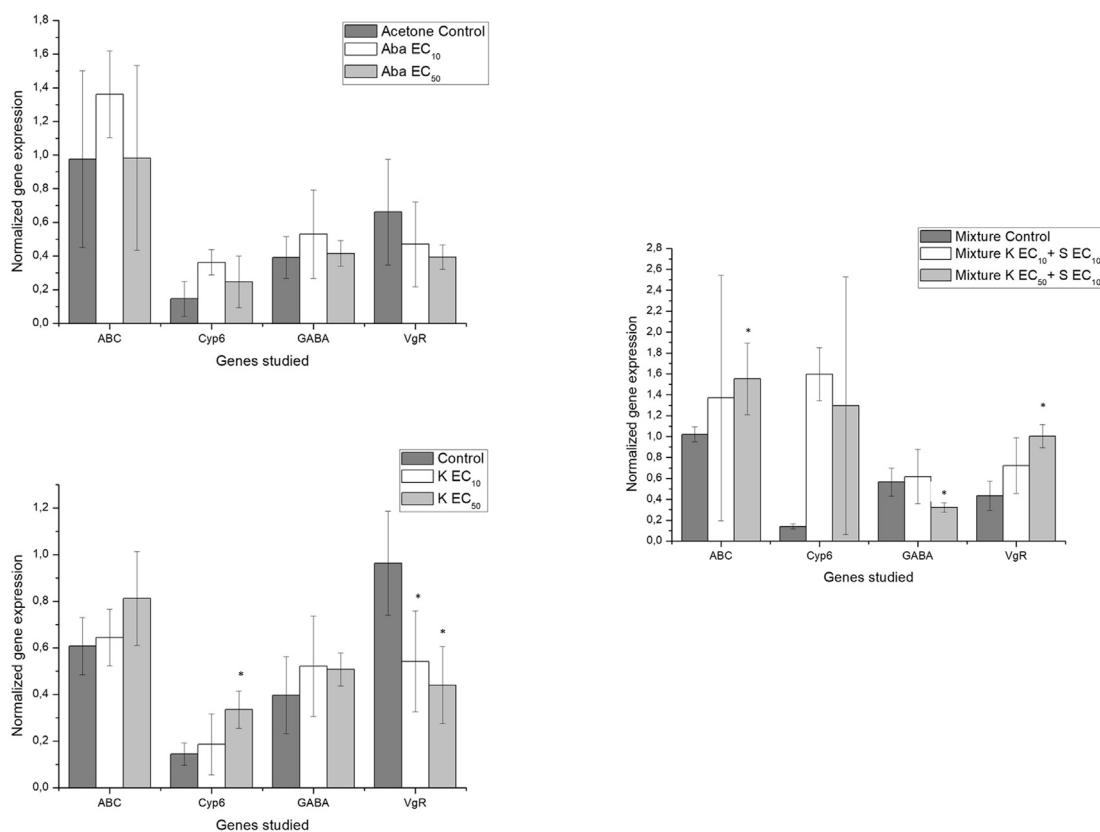 Acetone Control
Aba EC10
Aba EC50
1,8
1,6
1,4
1,2
1,0
0,8
0,6
0,4
0,2
0,0
Normalized gene expression
ABC Cyp6 GABA VgR
Genes studied
Mixture Control
Mixture K EC10+ S EC10
Mixture K EC50+ S EC10
2,8
2,6
2,4
2,2
2,0
1,8
1,6
1,4
1,2
1,0
0,8
0,6
0,4
0,2
0,0
Normalized gene expression
* * *
ABC Cyp6 GABA VgR
Genes studied
Control
K EC10
K EC50
1,2
1,0
0,8
0,6
0,4
0,2
0,0
Normalized gene expression
* * *
ABC Cyp6 GABA VgR
Genes studied